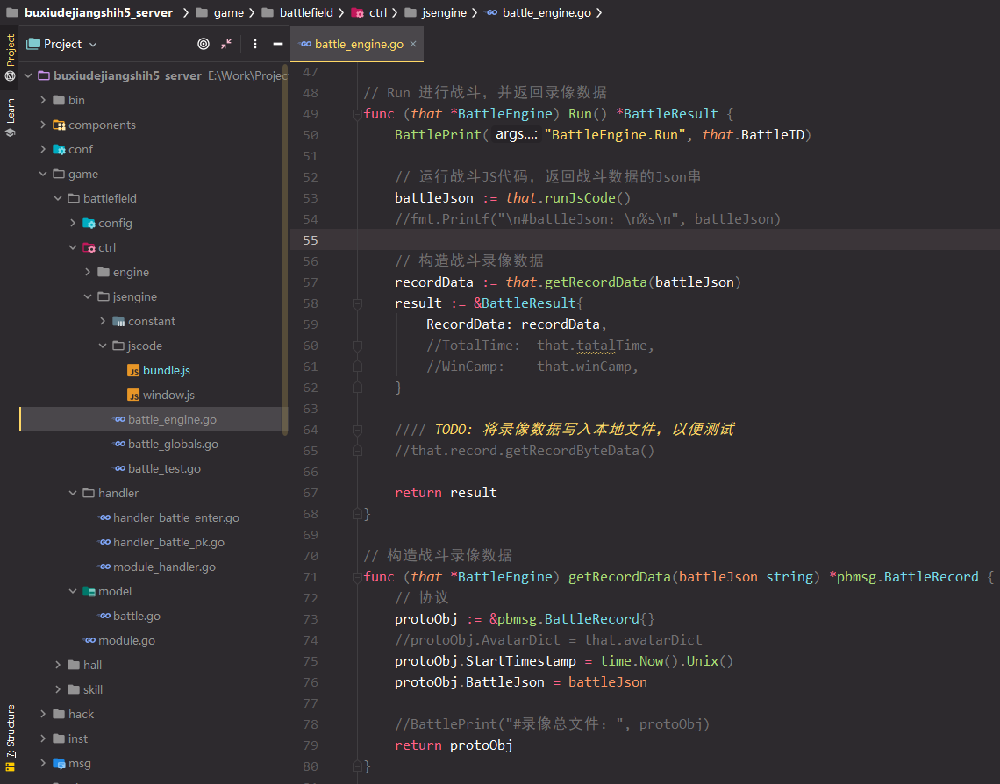 buxiudejiangshih5_server > game > battlefield > ctrl > jsengine > battle_engine.go >
Project
Learn
7: Structure
Project
buxiudejiangshih5_server E:\Work\Projec
bin
components
conf
game
battlefield
config
ctrl
engine
jsengine
constant
jscode
JS bundle.js
JS window.js
battle_engine.go
battle_globals.go
battle_test.go
handler
handler_battle_enter.go
handler_battle_pk.go
module_handler.go
model
battle.go
module.go
hall
skill
hack
inst
msg
battle_engine.go ×
47
48 // Run 进行战斗，并返回录像数据
49 func (that *BattleEngine) Run() *BattleResult {
50 BattlePrint( args...: "BattleEngine.Run", that.BattleID)
51
52 // 运行战斗JS代码，返回战斗数据的Json串
53 battleJson := that.runJsCode()
54 //fmt.Printf("\n#battleJson: \n%s\n", battleJson)
55
56 // 构造战斗录像数据
57 recordData := that.getRecordData(battleJson)
58 result := &BattleResult{
59 RecordData: recordData,
60 //TotalTime: that.tatalTime,
61 //WinCamp: that.winCamp,
62 }
63
64 //// TODO: 将录像数据写入本地文件，以便测试
65 //that.record.getRecordByteData()
66
67 return result
68 }
69
70 // 构造战斗录像数据
71 func (that *BattleEngine) getRecordData(battleJson string) *pbmsg.BattleRecord {
72 // 协议
73 protoObj := &pbmsg.BattleRecord{}
74 //protoObj.AvatarDict = that.avatarDict
75 protoObj.StartTimestamp = time.Now().Unix()
76 protoObj.BattleJson = battleJson
77
78 //BattlePrint("#录像总文件：", protoObj)
79 return protoObj
80 }